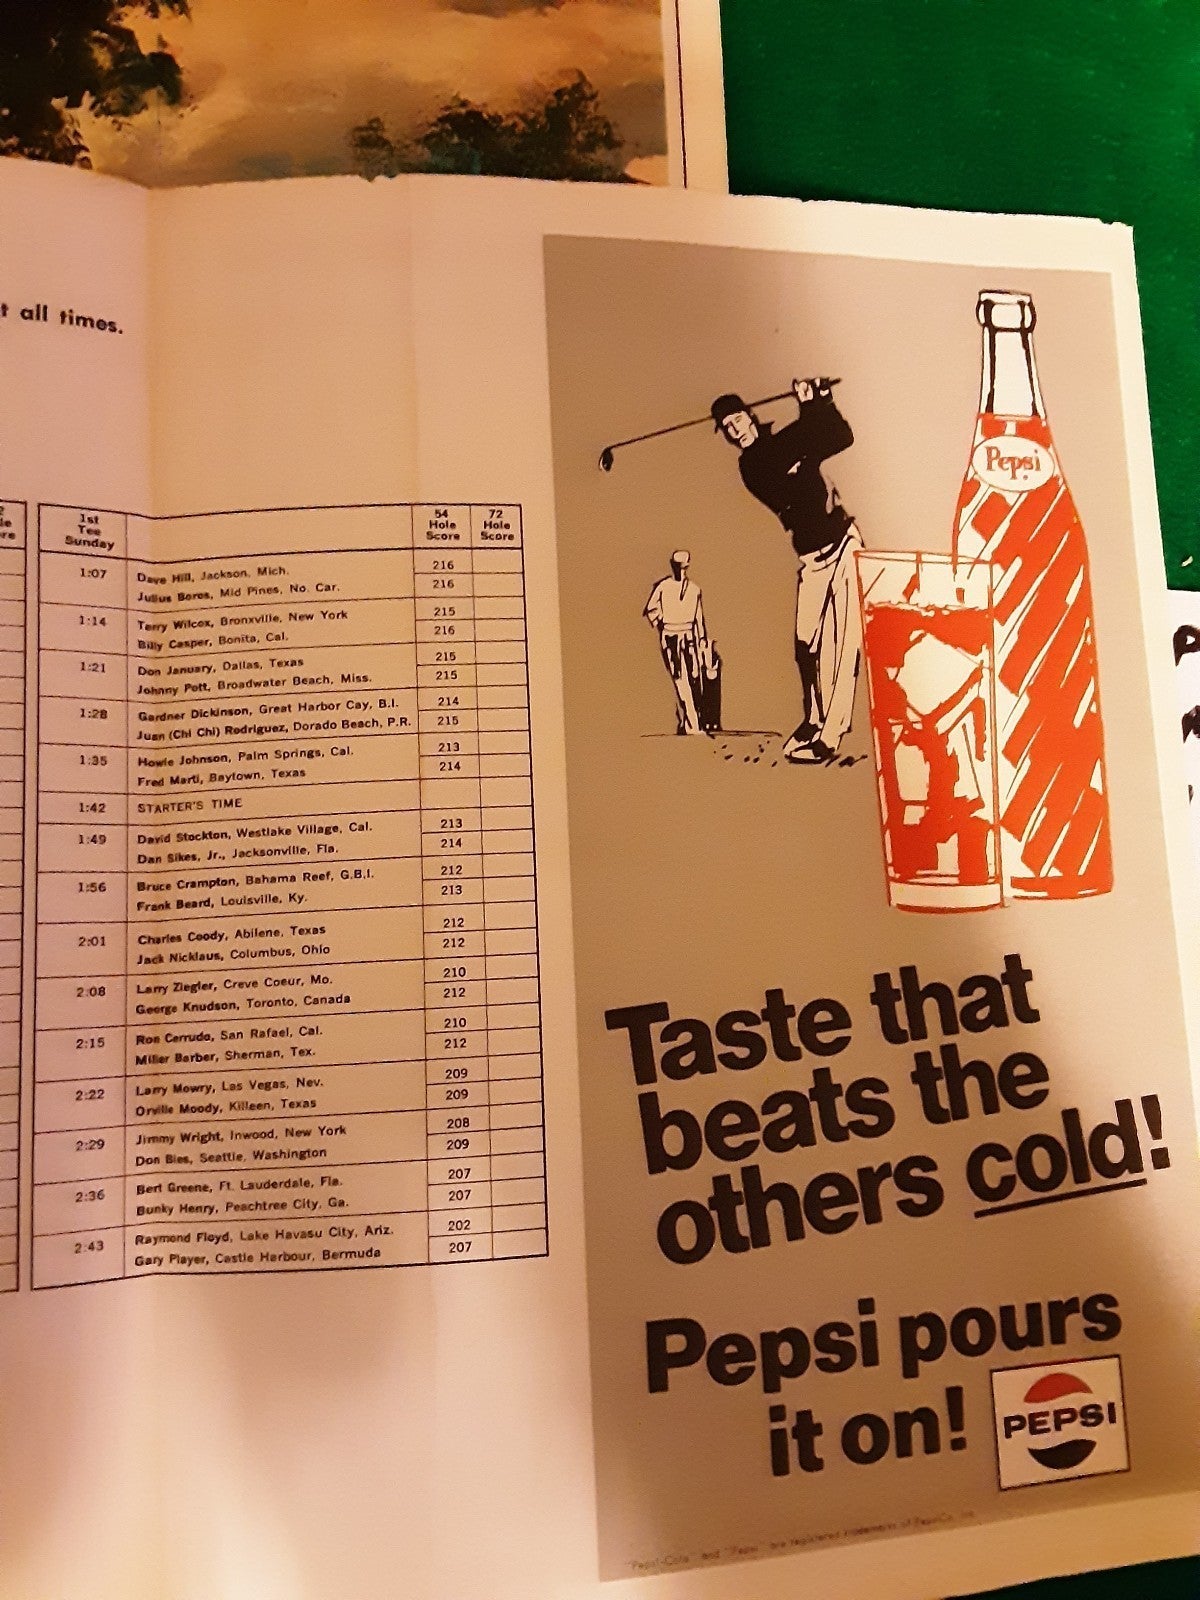 t all times.
1st
Tee
Sunday
54
Hole
Score
72
Hole
Score
1:07
Dave Hill, Jackson, Mich.
216
Julius Boros, Mid Pines, No. Car.
216
1:14
Terry Wilcox, Bronxville, New York
215
Billy Casper, Bonita, Cal.
216
1:21
Don January, Dallas, Texas
215
Johnny Pott, Broadwater Beach, Miss.
215
1:28
Gardner Dickinson, Great Harbor Cay, B.I.
214
Juan (Chi Chi) Rodriguez, Dorado Beach, P.R.
215
1:35
Howie Johnson, Palm Springs, Cal.
213
Fred Marti, Baytown, Texas
214
1:42
STARTER'S TIME
1:49
David Stockton, Westlake Village, Cal.
213
Dan Sikes, Jr., Jacksonville, Fla.
214
1:56
Bruce Crampton, Bahama Reef, G.B.I.
212
Frank Beard, Louisville, Ky.
213
2:01
Charles Coody, Abilene, Texas
212
Jack Nicklaus, Columbus, Ohio
212
2:08
Larry Ziegler, Creve Coeur, Mo.
210
George Knudson, Toronto, Canada
212
2:15
Ron Cerrudo, San Rafael, Cal.
210
Miller Barber, Sherman, Tex.
212
2:22
Larry Mowry, Las Vegas, Nev.
209
Orville Moody, Killeen, Texas
209
2:29
Jimmy Wright, Inwood, New York
208
Don Bies, Seattle, Washington
209
2:36
Bert Greene, Ft. Lauderdale, Fla.
207
Bunky Henry, Peachtree City, Ga.
207
2:43
Raymond Floyd, Lake Havasu City, Ariz.
202
Gary Player, Castle Harbour, Bermuda
207
Pepsi
Taste that
beats the
others cold!
Pepsi pours
it on!
PEPSI
"Pepsi-Cola" and "Pepsi" are registered trademarks of PepsiCo, Inc.